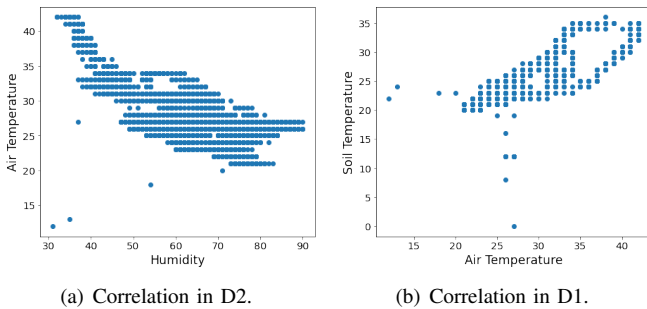 40
35
30
25
20
15
Air Temperature
30 40 50 60 70 80 90
Humidity
(a) Correlation in D2.
35
30
25
20
15
10
5
0
Soil Temperature
15 20 25 30 35 40
Air Temperature
(b) Correlation in D1.